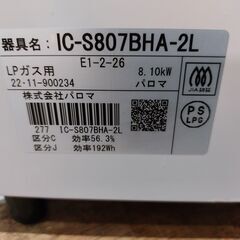 器具名：IC-S807BHA-2L
E1-2-26
LPガス用 8.10kW
22.11-900234 パロマ
株式会社パロマ
277 IC-S807BHA-2L
区分C 効率56.3%
区分J 効率192Wh
JIA
PS
LPG